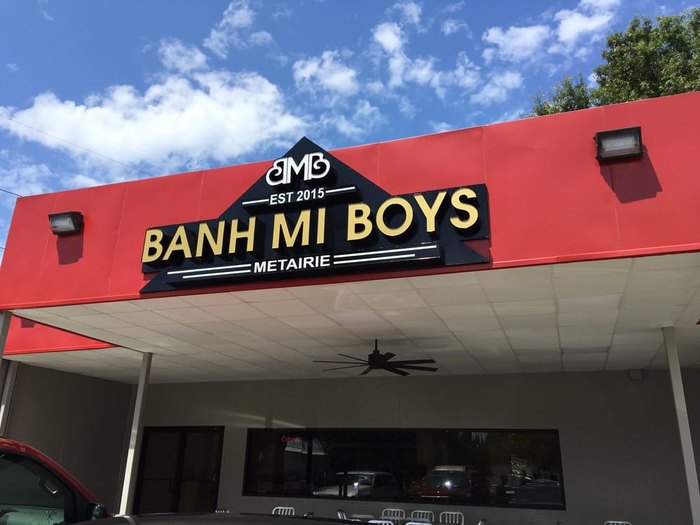 BMB
EST 2015
BANH MI BOYS
METAIRIE